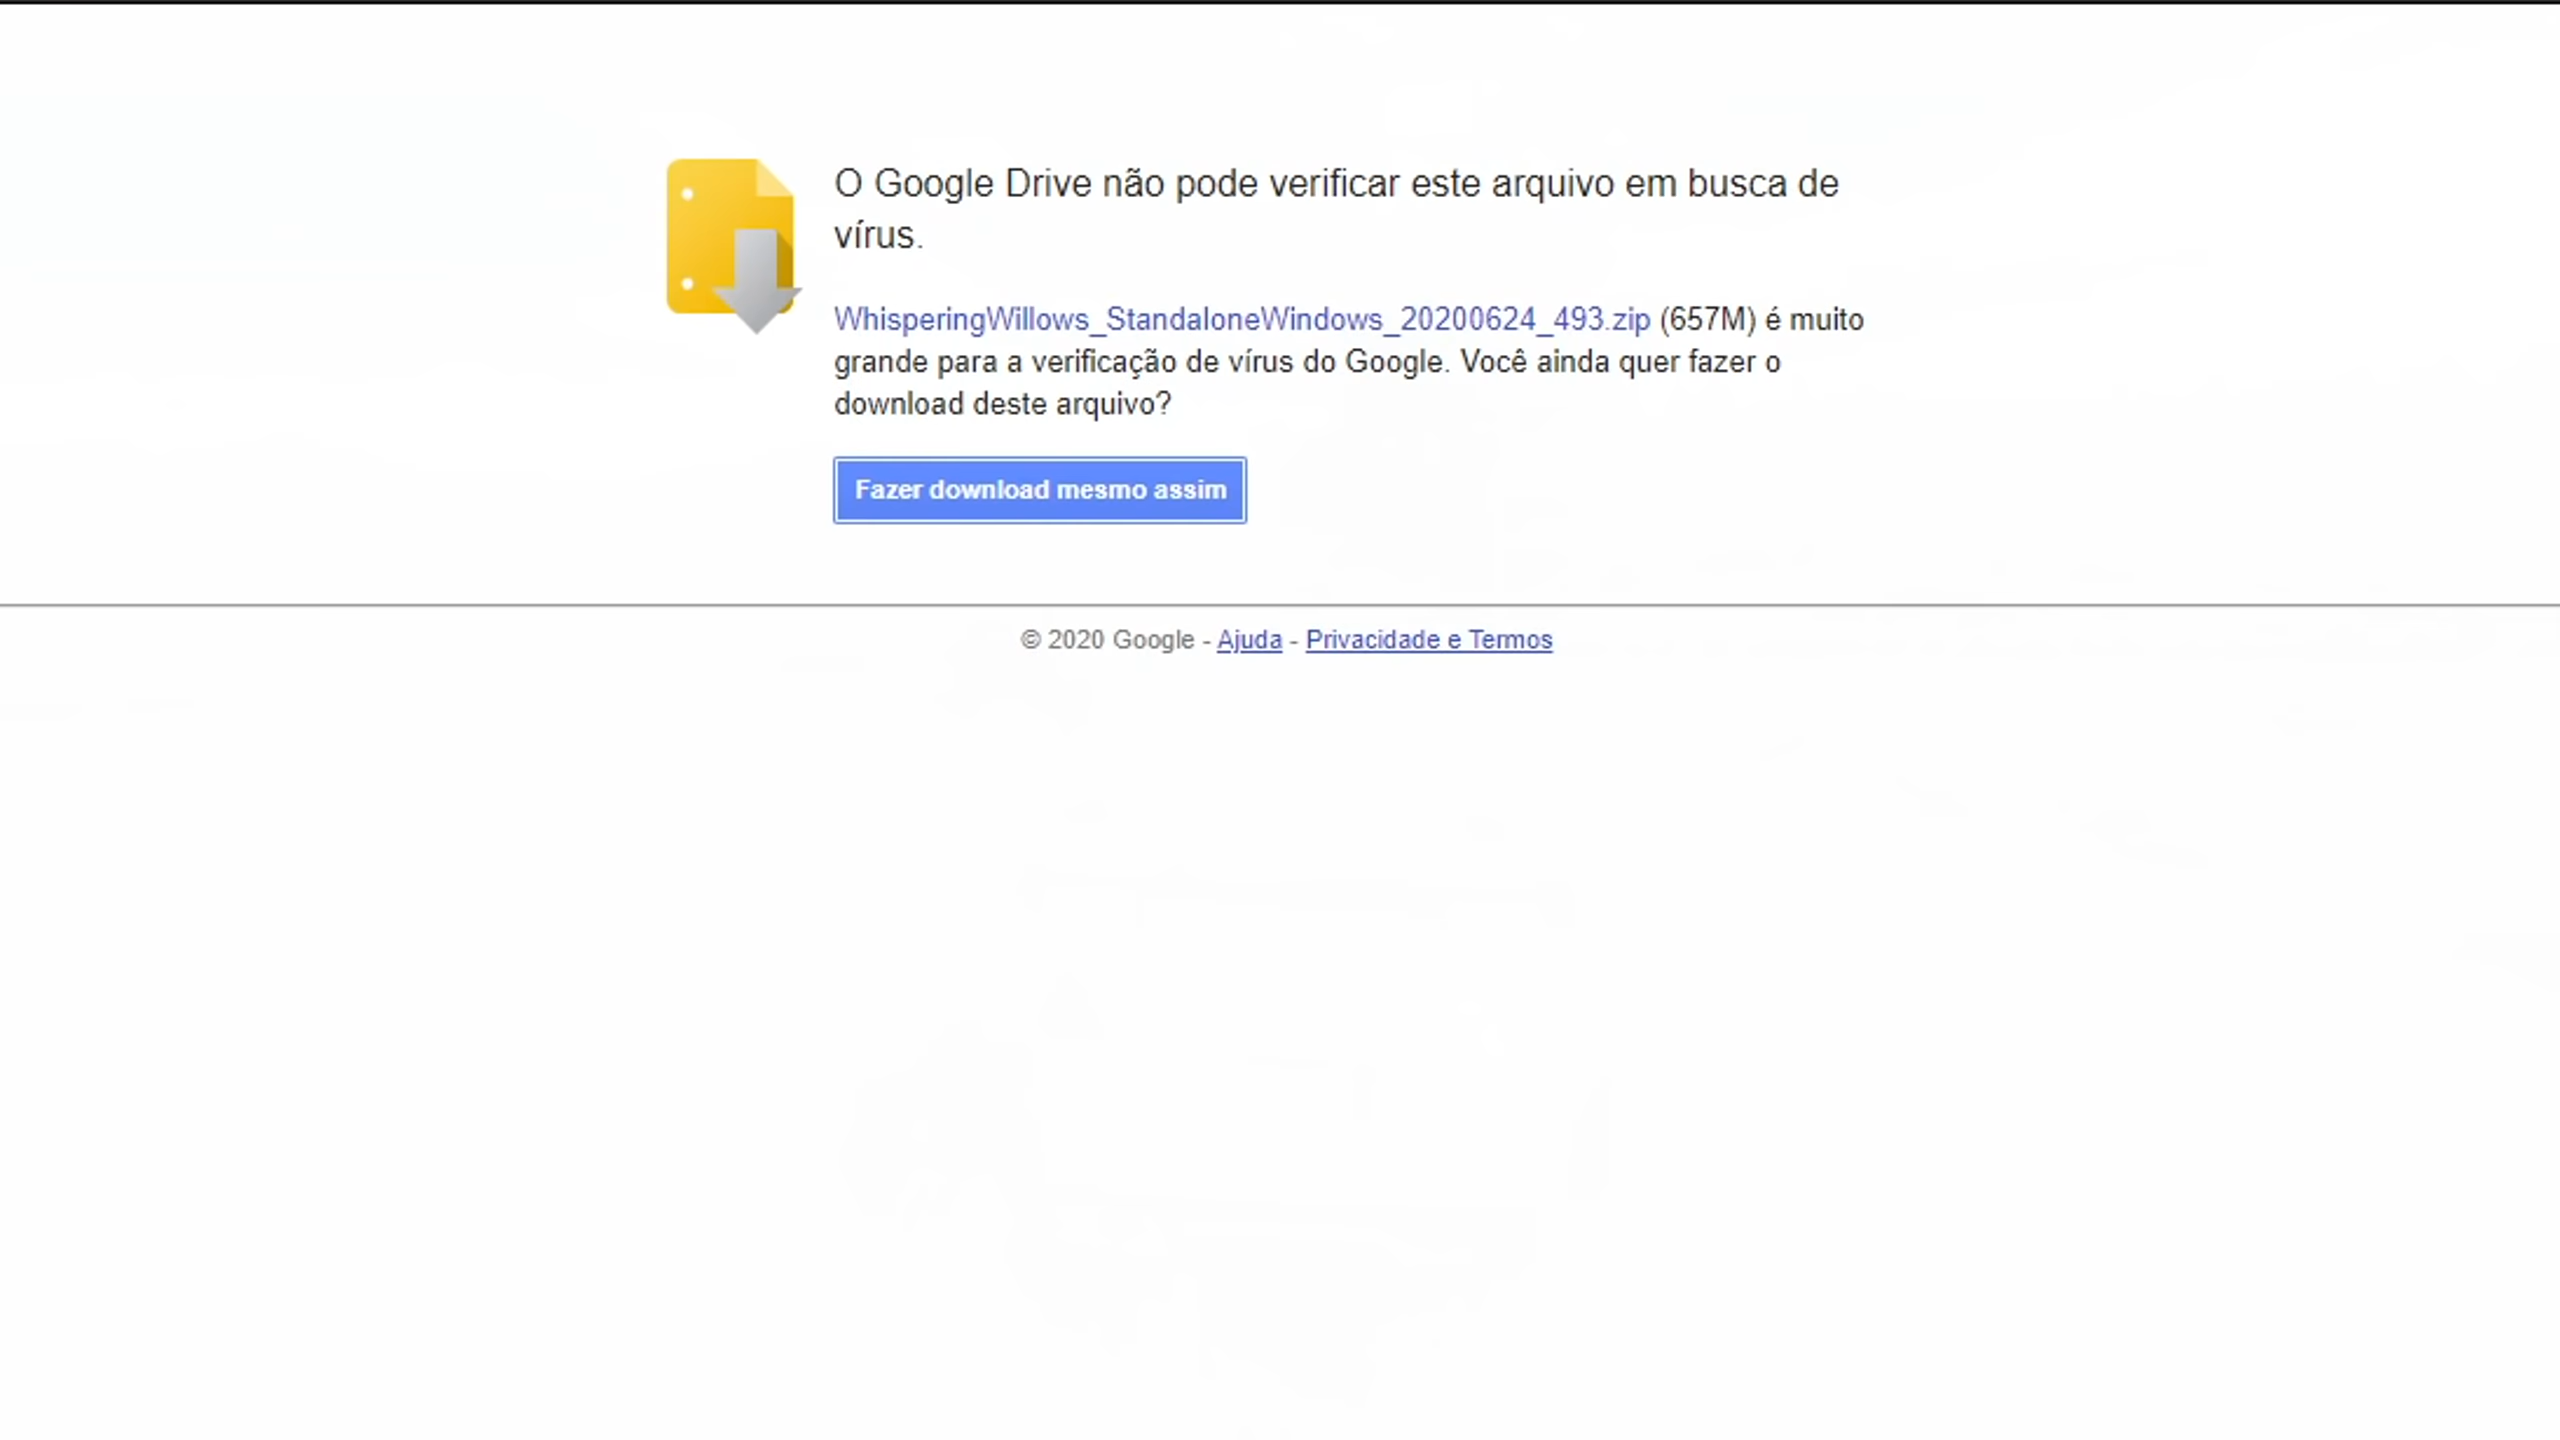 O Google Drive não pode verificar este arquivo em busca de
vírus.
WhisperingWillows_StandaloneWindows_20200624_493.zip (657M) é muito
grande para a verificação de vírus do Google. Você ainda quer fazer o
download deste arquivo?
Fazer download mesmo assim
© 2020 Google - Ajuda - Privacidade e Termos